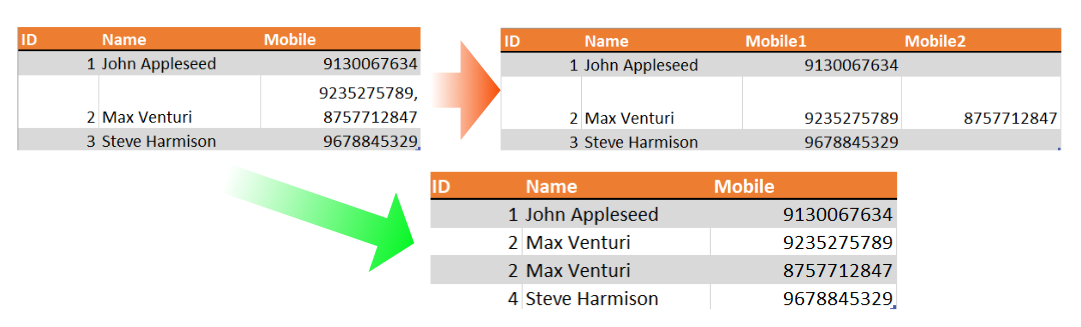 ID Name Mobile
1 John Appleseed 9130067634
9235275789,
2 Max Venturi 8757712847
3 Steve Harmison 9678845329
ID Name Mobile1 Mobile2
1 John Appleseed 9130067634
2 Max Venturi 9235275789 8757712847
3 Steve Harmison 9678845329
ID Name Mobile
1 John Appleseed 9130067634
2 Max Venturi 9235275789
2 Max Venturi 8757712847
4 Steve Harmison 9678845329